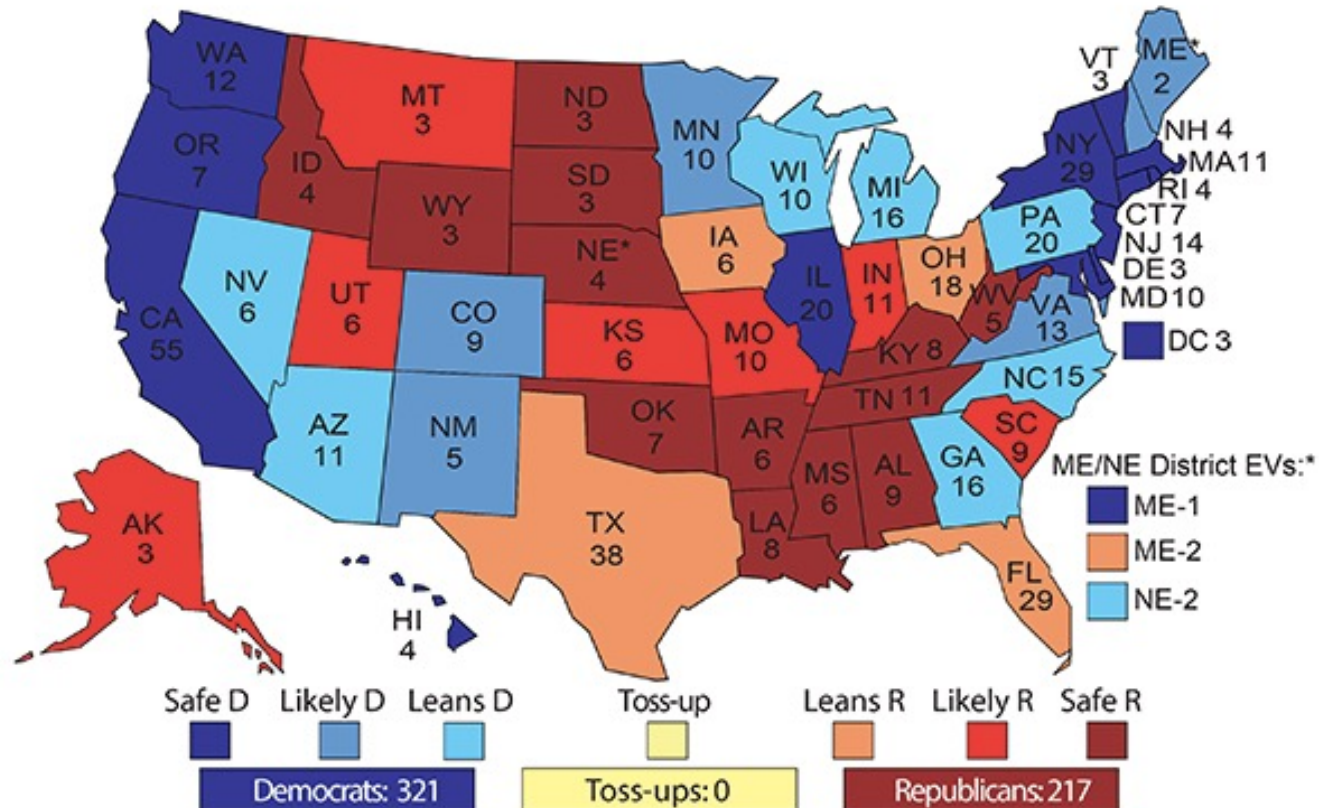 WA
12
OR
7
CA
55
NV
6
ID
4
MT
3
WY
3
UT
6
AZ
11
CO
9
NM
5
ND
3
SD
3
NE*
4
KS
6
OK
7
TX
38
MN
10
IA
6
MO
10
AR
6
LA
8
WI
10
IL
20
MI
16
IN
11
OH
18
KY 8
TN 11
MS
6
AL
9
GA
16
FL
29
SC
9
NC 15
VA
13
WV
5
PA
20
NY
29
VT
3
ME*
2
NH 4
MA 11
RI 4
CT 7
NJ 14
DE 3
MD 10
DC 3
AK
3
HI
4
ME/NE District EVs:*
ME-1
ME-2
NE-2
Safe D Likely D Leans D Toss-up Leans R Likely R Safe R
Democrats: 321 Toss-ups: 0 Republicans: 217